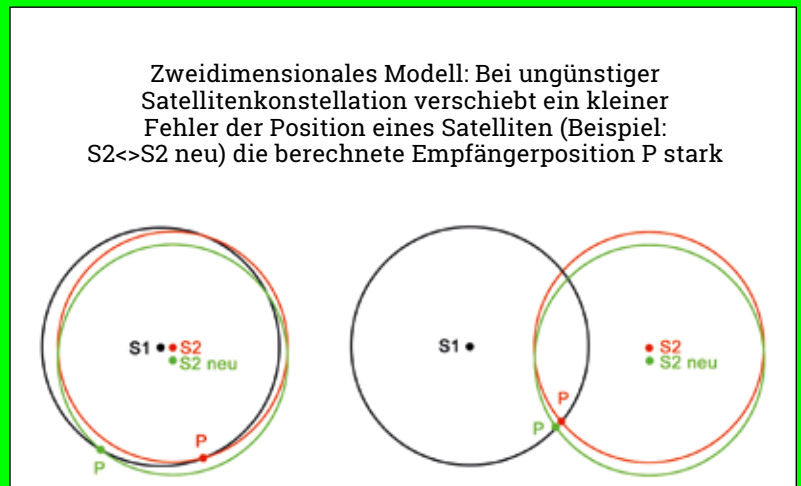 Zweidimensionales Modell: Bei ungünstiger
Satellitenkonstellation verschiebt ein kleiner
Fehler der Position eines Satelliten (Beispiel:
S2<>S2 neu) die berechnete Empfängerposition P stark
S1
S2
S2 neu
P
P
S1
S2
S2 neu
P
P